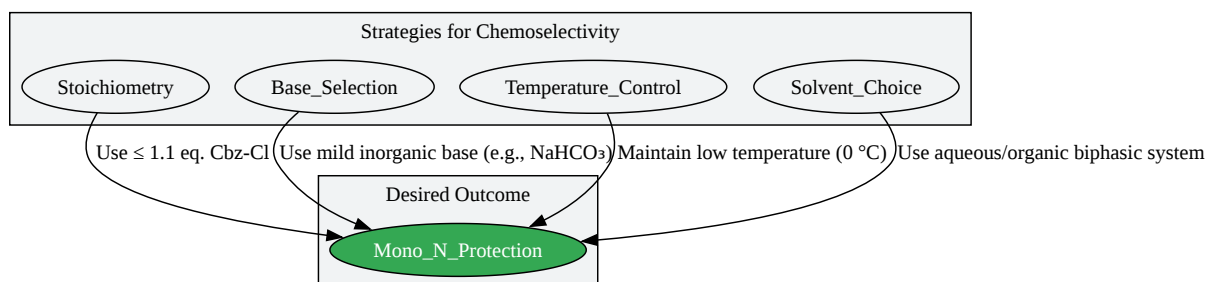 Strategies for Chemoselectivity
Stoichiometry
Base_Selection
Temperature_Control
Solvent_Choice
Use ≤ 1.1 eq. Cbz-Cl
Use mild inorganic base (e.g., NaHCO₃)
Maintain low temperature (0 °C)
Use aqueous/organic biphasic system
Desired Outcome
Mono_N_Protection